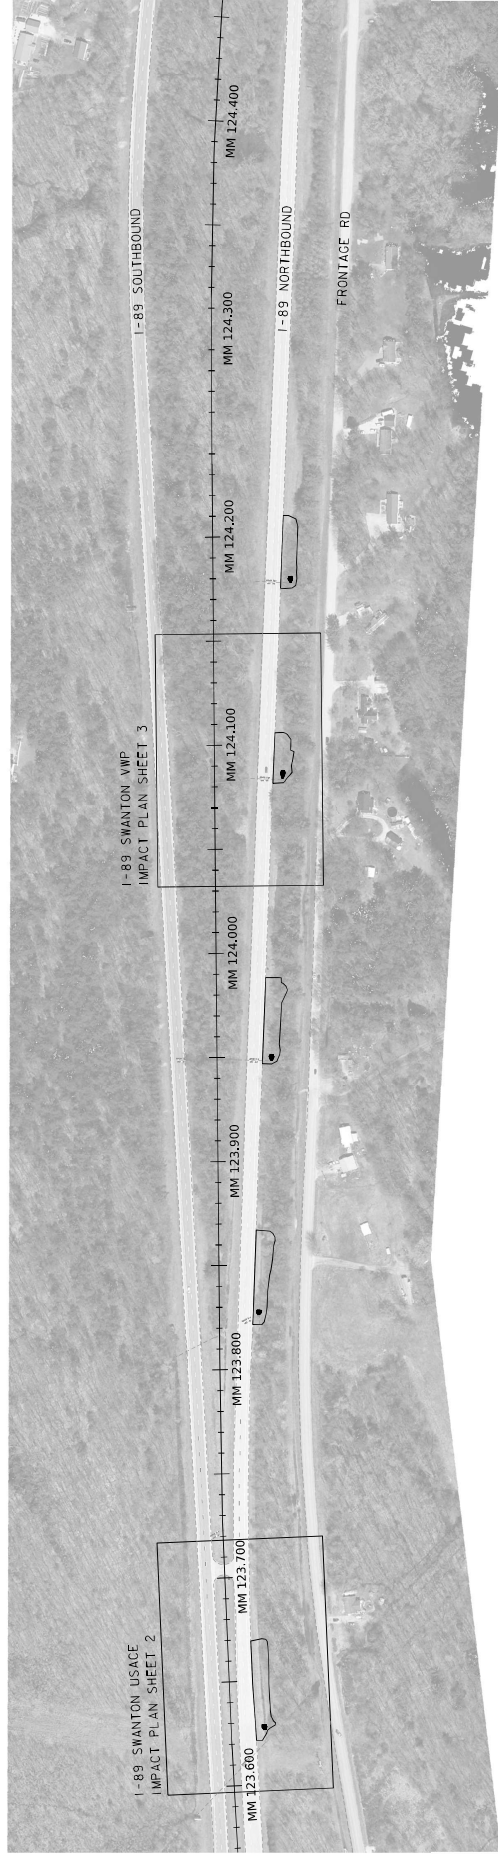 MM 124.400
I-89 SOUTHBOUND
I-89 NORTHBOUND
FRONTAGE RD
MM 124.300
MM 124.200
I-89 SWANTON VWP
IMPACT PLAN SHEET 3
MM 124.100
MM 124.000
MM 123.900
MM 123.800
MM 123.700
I-89 SWANTON USACE
IMPACT PLAN SHEET 2
MM 123.600